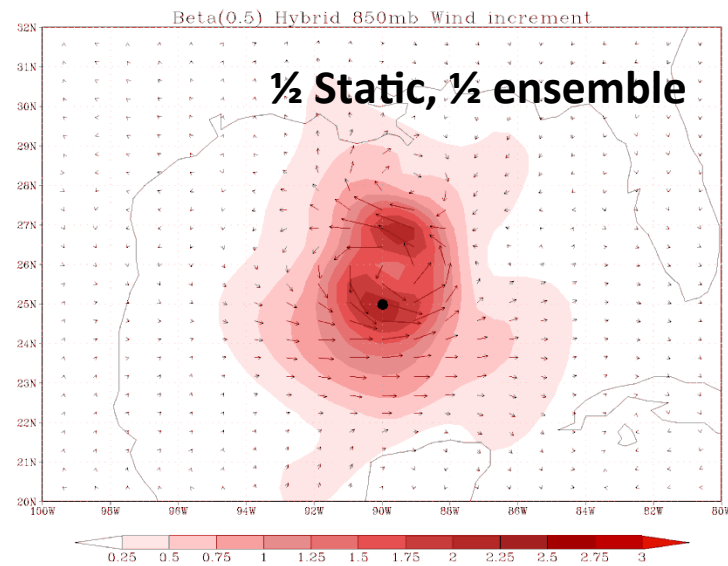 Beta(0.5) Hybrid 850mb Wind increment
½ Static, ½ ensemble
32N
31N
30N
29N
28N
27N
26N
25N
24N
23N
22N
21N
20N
100W 98W 96W 94W 92W 90W 88W 86W 84W 82W 80W
0.25 0.5 0.75 1 1.25 1.5 1.75 2 2.25 2.5 2.75 3